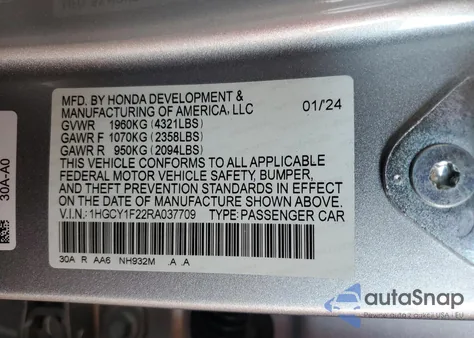 MFD. BY HONDA DEVELOPMENT &
MANUFACTURING OF AMERICA, LLC 01/'24
GVWR 1960KG (4321LBS)
GAWR F 1070KG (2358LBS)
GAWR R 950KG (2094LBS)
THIS VEHICLE CONFORMS TO ALL APPLICABLE
FEDERAL MOTOR VEHICLE SAFETY, BUMPER,
AND THEFT PREVENTION STANDARDS IN EFFECT
ON THE DATE OF MANUFACTURE SHOWN ABOVE.
V.I.N.: 1HGCY1F22RA037709 TYPE: PASSENGER CAR
30A R AA6 NH932M .A .A
30A-A0
autoSnap